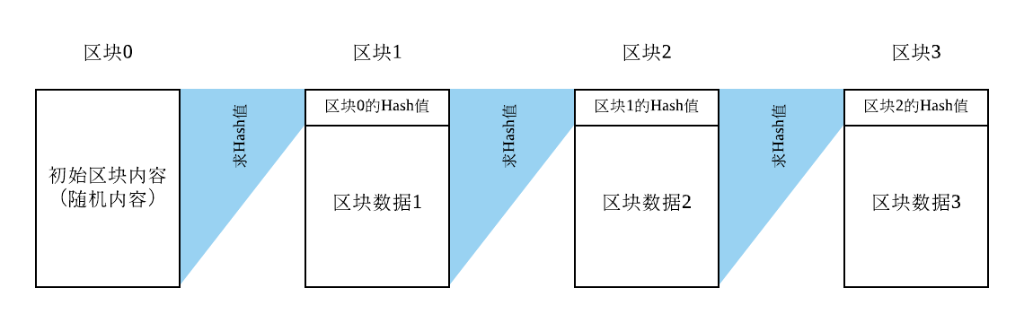 区块0
区块1
区块2
区块3
初始区块内容
（随机内容）
求Hash值
区块0的Hash值
区块数据1
求Hash值
区块1的Hash值
区块数据2
求Hash值
区块2的Hash值
区块数据3